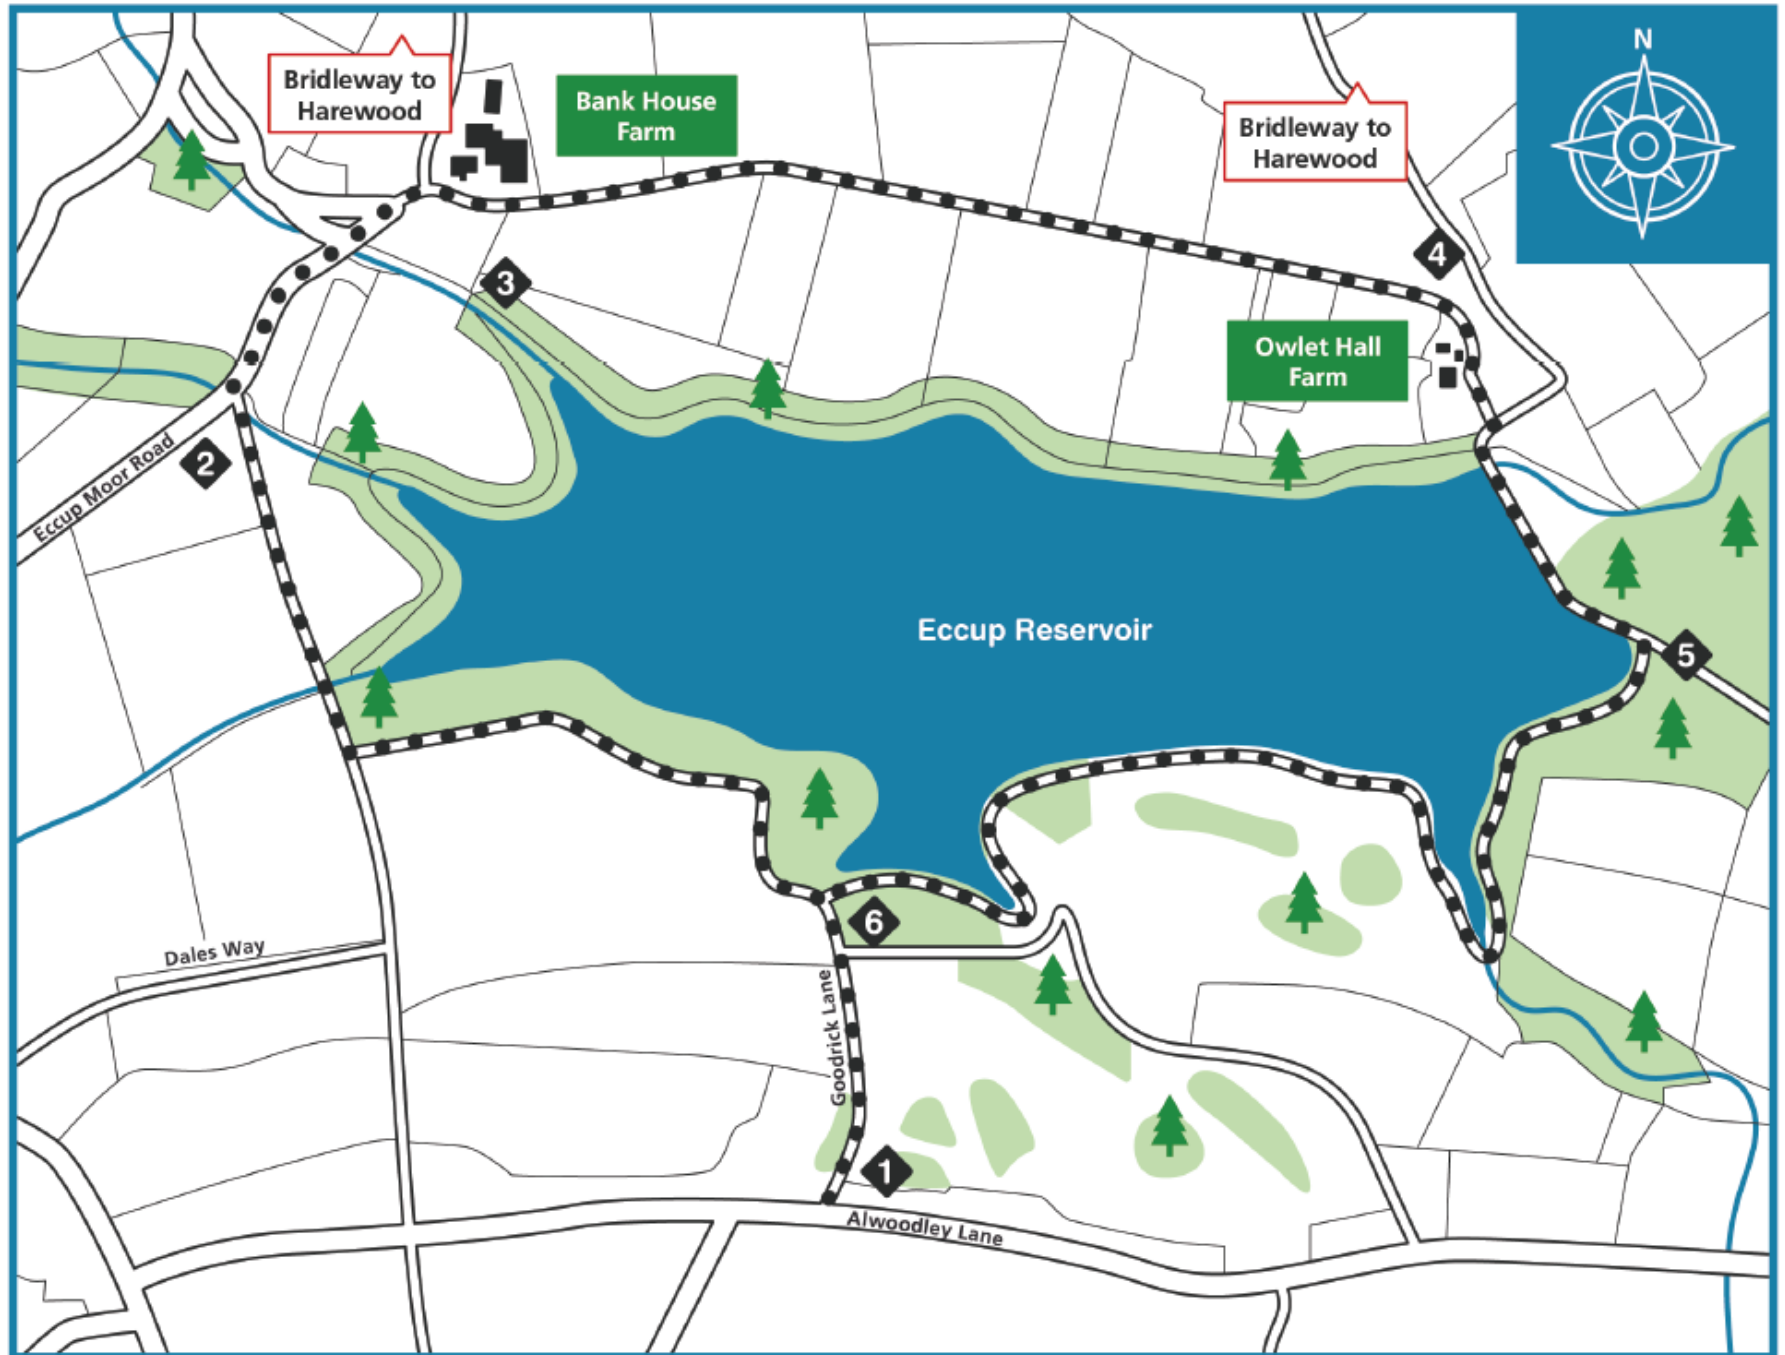 N
Bridleway to
Harewood
Bank House
Farm
Bridleway to
Harewood
4
3
Owlet Hall
Farm
2
Eccup Moor Road
Eccup Reservoir
5
6
Dales Way
Goodrick Lane
1
Alwoodley Lane